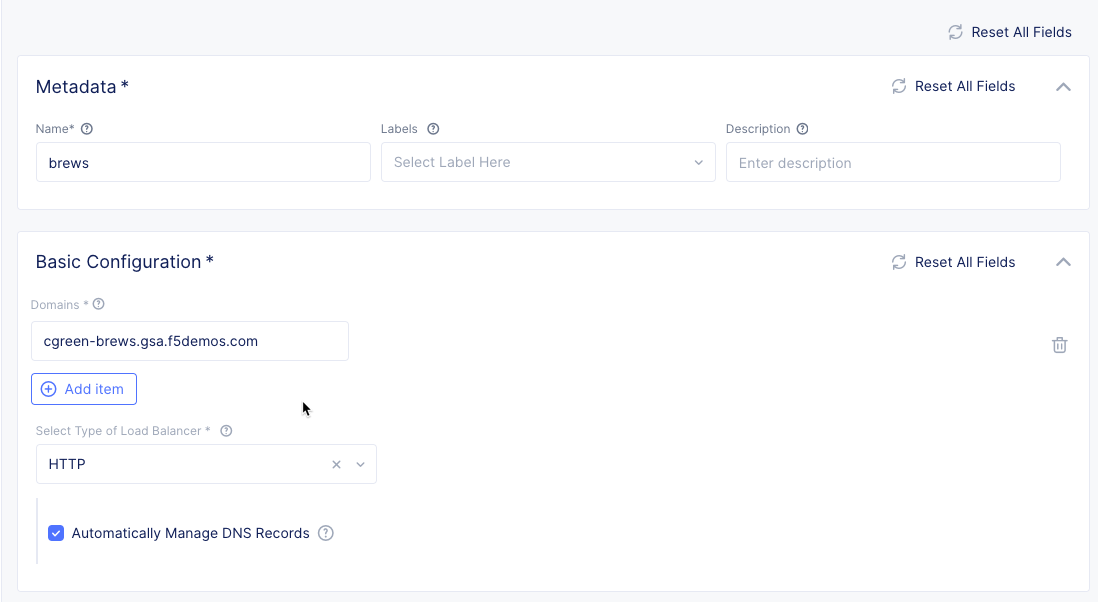 Reset All Fields
Metadata *
Reset All Fields
Name*
Labels
Description
brews
Select Label Here
Enter description
Basic Configuration *
Reset All Fields
Domains *
cgreen-brews.gsa.f5demos.com
Add item
Select Type of Load Balancer *
HTTP
Automatically Manage DNS Records